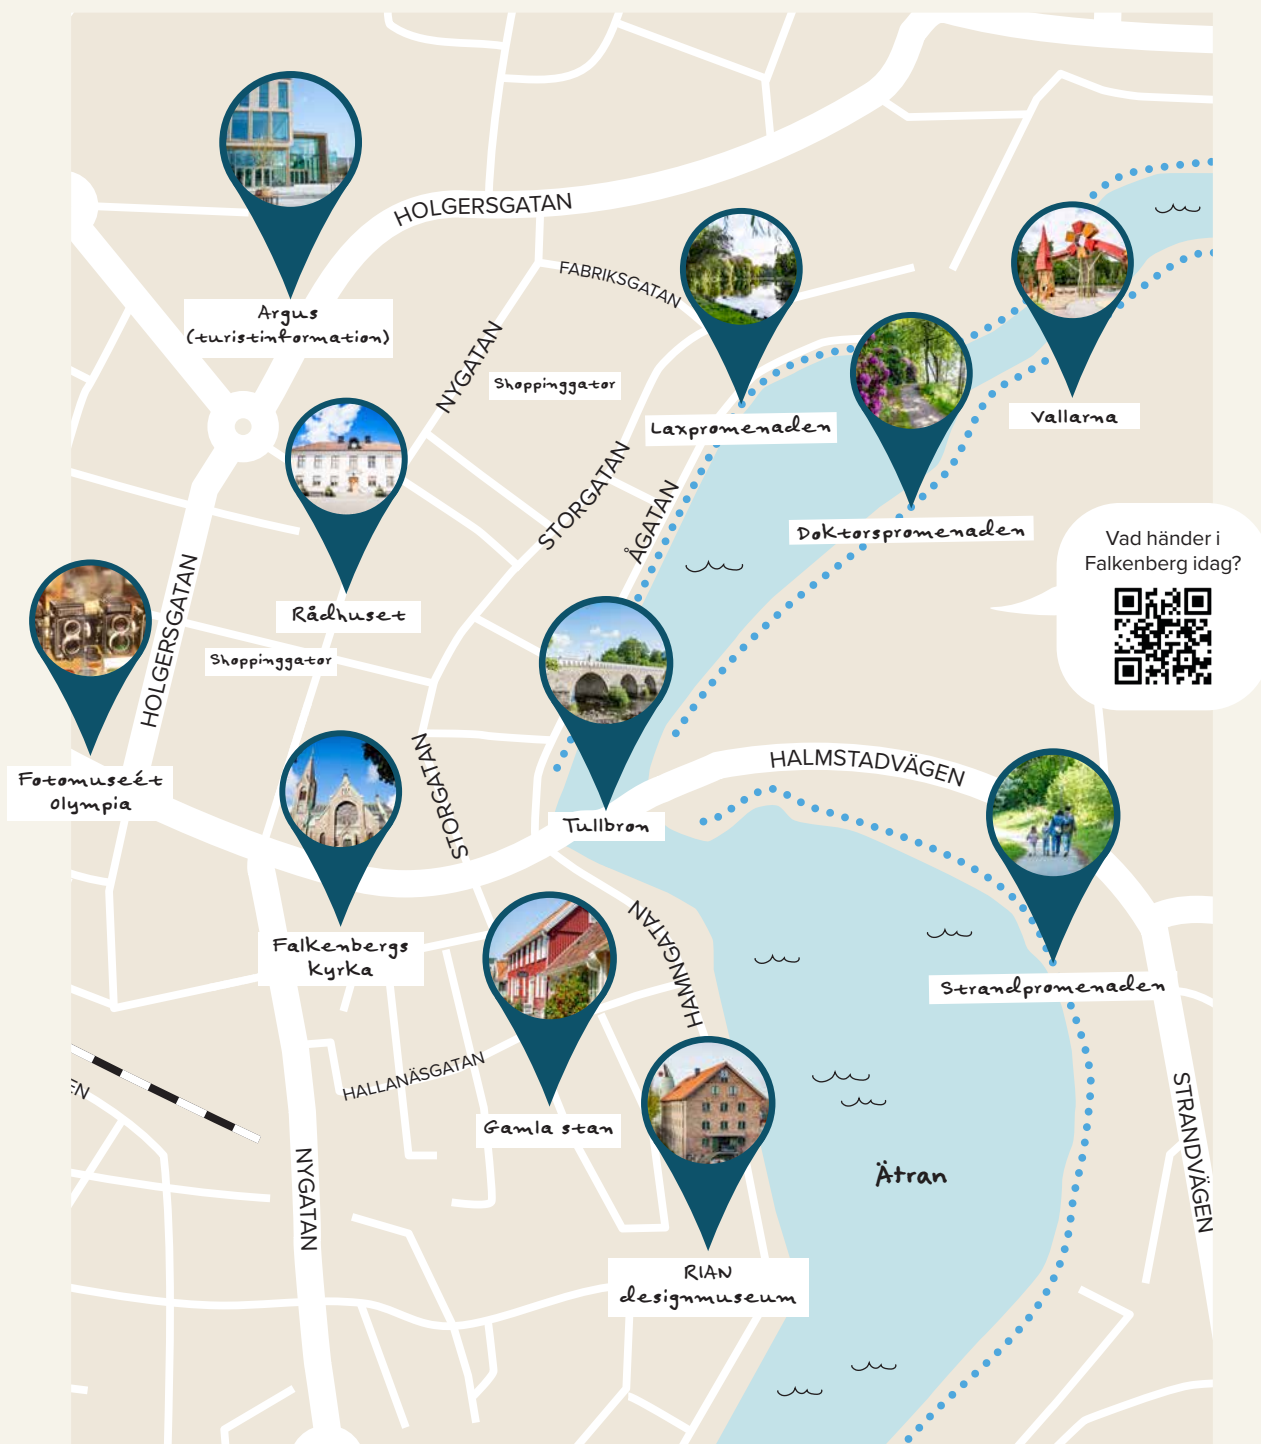 HOLGERSGATAN
Argus
(turistinformation)
FABRIKSGATAN
NYGATAN
Shoppinggator
Laxpromenaden
Vallarna
STORGATAN
ÅGATAN
Doktorspromenaden
Vad händer i
Falkenberg idag?
Rådhuset
HOLGERSGATAN
Shoppinggator
Fotomuseét
Olympia
STORGATAN
HALMSTADVÄGEN
Tullbron
HAMNGATAN
Falkenbergs
kyrka
Strandpromenaden
HALLANÄSGATAN
EN
Gamla stan
STRANDVÄGEN
Ätran
NYGATAN
RIAN
designmuseum